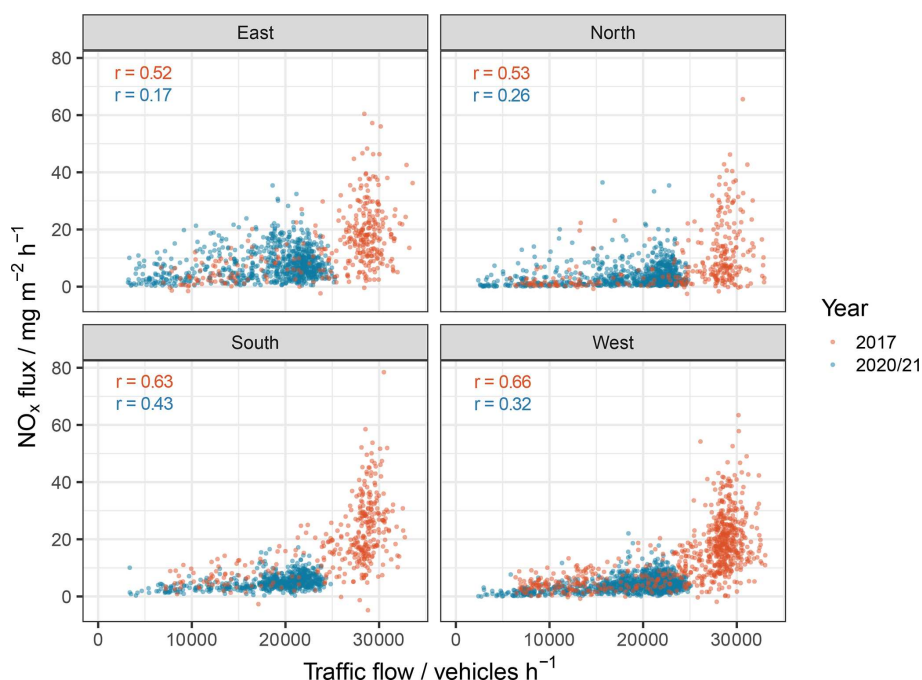 East
North
80
60
40
20
0
r = 0.52
r = 0.17
r = 0.53
r = 0.26
South
West
80
60
40
20
0
r = 0.63
r = 0.43
r = 0.66
r = 0.32
0
10000
20000
30000
0
10000
20000
30000
NOₓ flux / mg m⁻² h⁻¹
Traffic flow / vehicles h⁻¹
Year
2017
2020/21